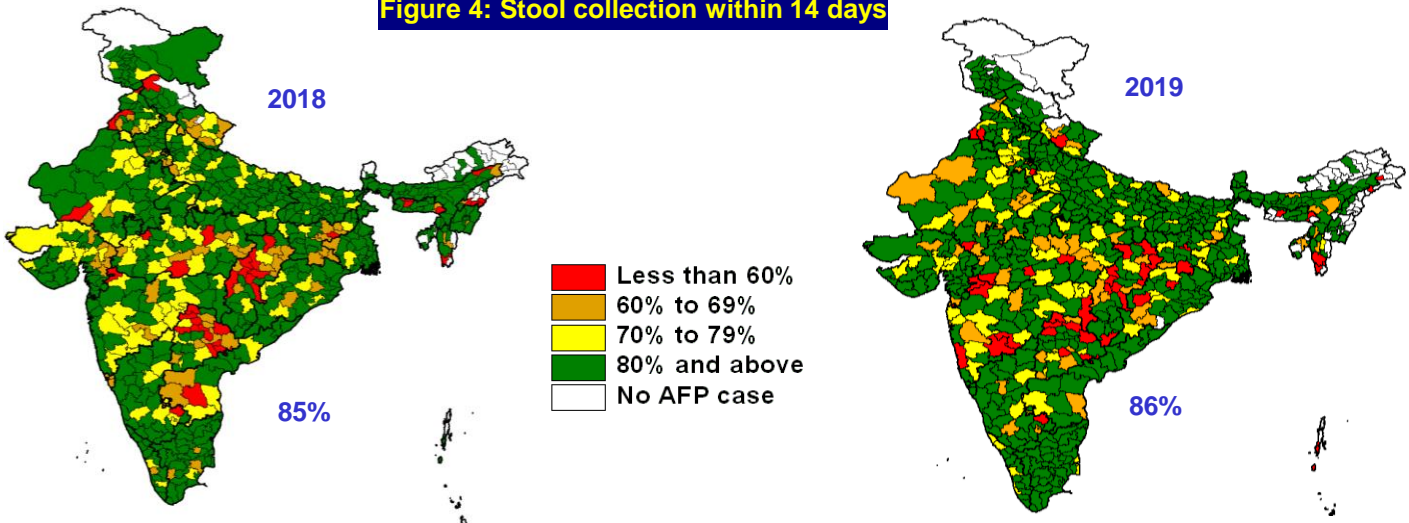 Figure 4: Stool collection within 14 days
2018
2019
Less than 60%
60% to 69%
70% to 79%
80% and above
No AFP case
85%
86%